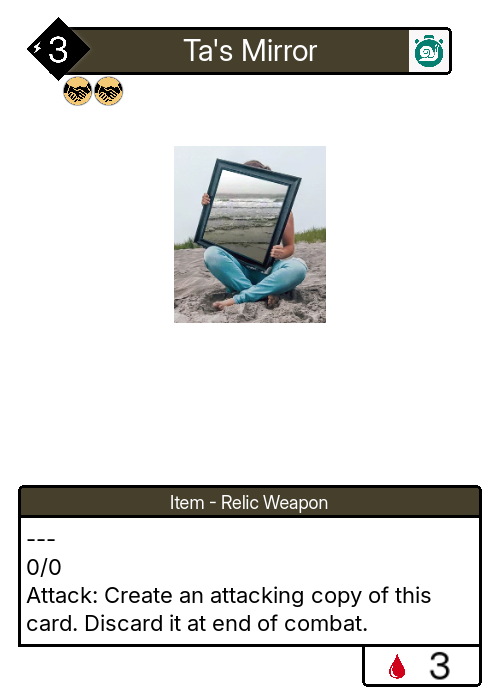 3
Ta's Mirror
Item - Relic Weapon
---
0/0
Attack: Create an attacking copy of this
card. Discard it at end of combat.
3